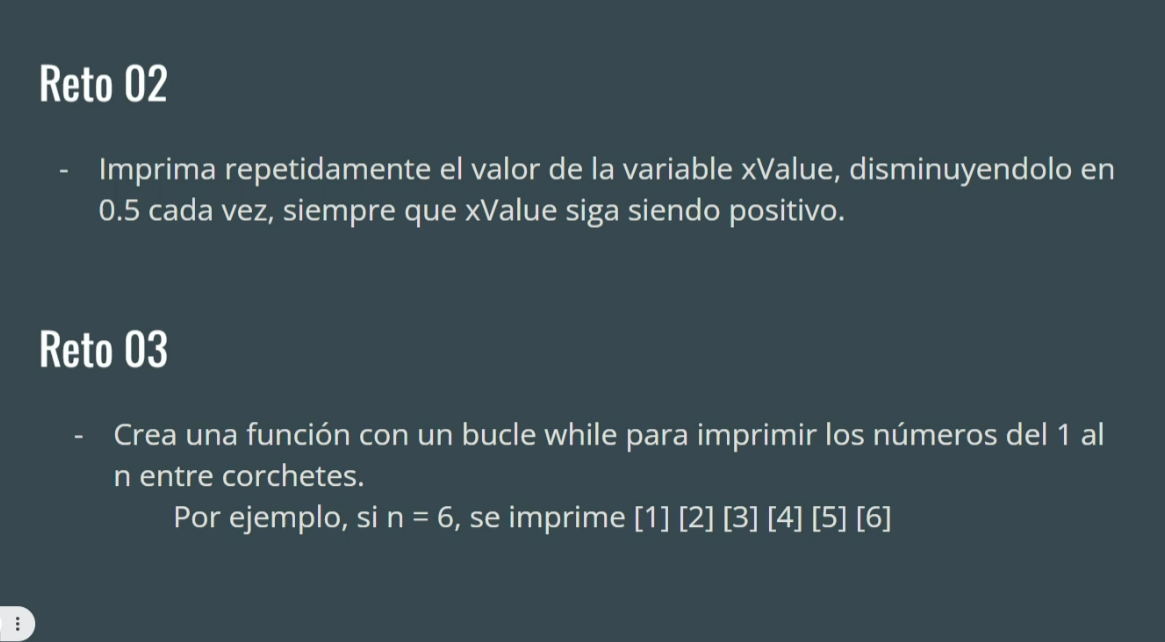 Reto 02
- Imprima repetidamente el valor de la variable xValue, disminuyendolo en
0.5 cada vez, siempre que xValue siga siendo positivo.
Reto 03
- Crea una función con un bucle while para imprimir los números del 1 al
n entre corchetes.
Por ejemplo, si n = 6, se imprime [1] [2] [3] [4] [5] [6]